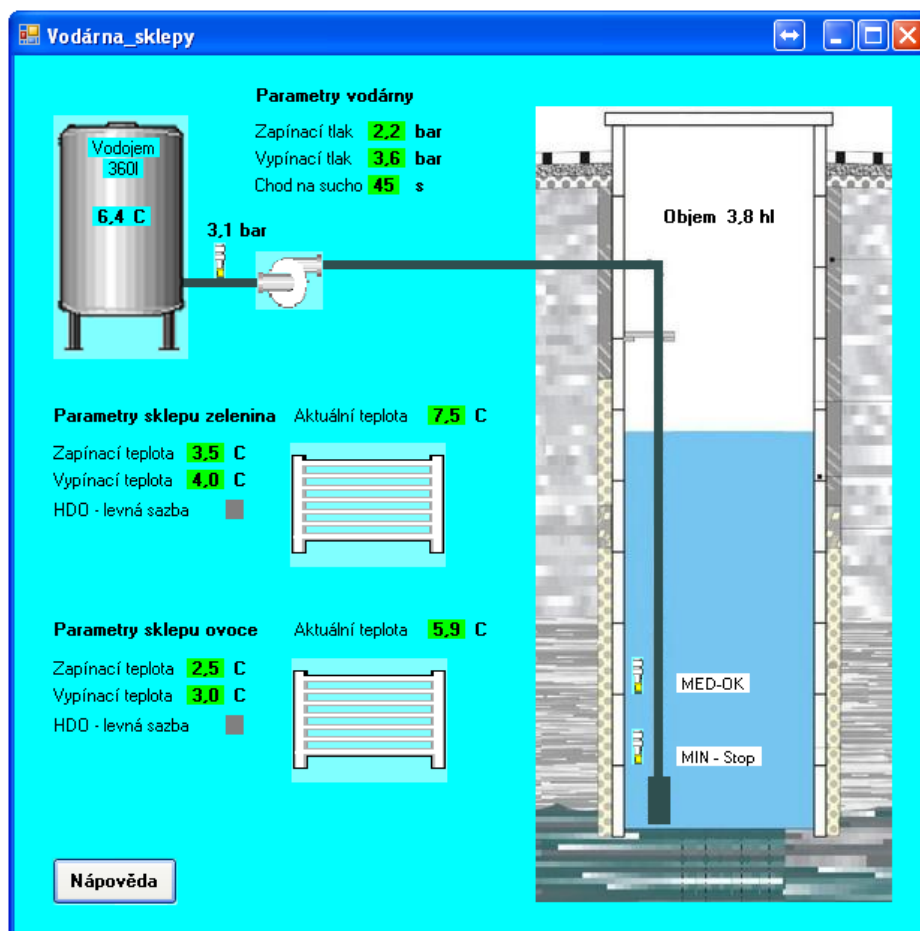 Vodárna_sklepy
Parametry vodárny
Zapínací tlak 2,2 bar
Vypínací tlak 3,6 bar
Chod na sucho 45 s
Vodojem
360l
6,4 C
3,1 bar
Objem 3,8 hl
Parametry sklepu zelenina Aktuální teplota 7,5 C
Zapínací teplota 3,5 C
Vypínací teplota 4,0 C
HDO - levná sazba
Parametry sklepu ovoce Aktuální teplota 5,9 C
Zapínací teplota 2,5 C
Vypínací teplota 3,0 C
HDO - levná sazba
MED-OK
MIN - Stop
Nápověda